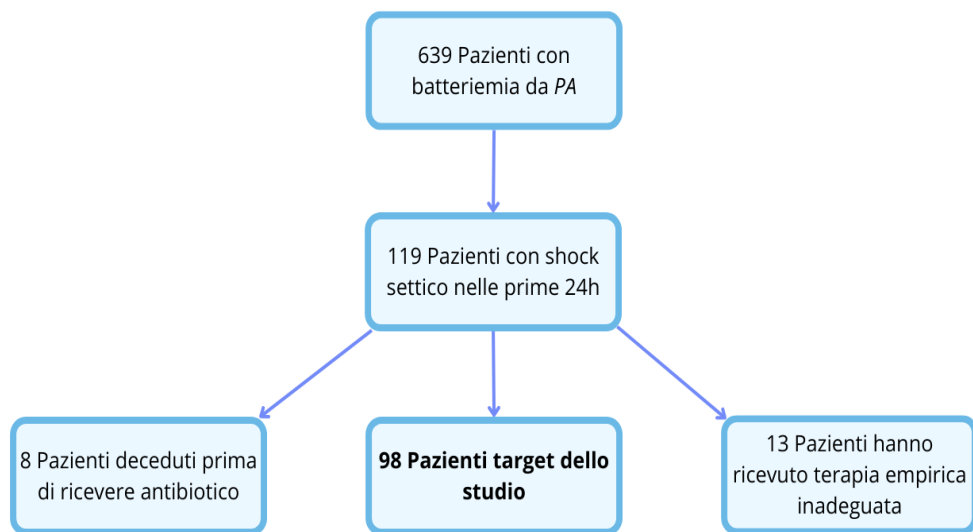 639 Pazienti con
batteriemia da PA
119 Pazienti con shock
settico nelle prime 24h
8 Pazienti deceduti prima
di ricevere antibiotico
98 Pazienti target dello
studio
13 Pazienti hanno
ricevuto terapia empirica
inadeguata